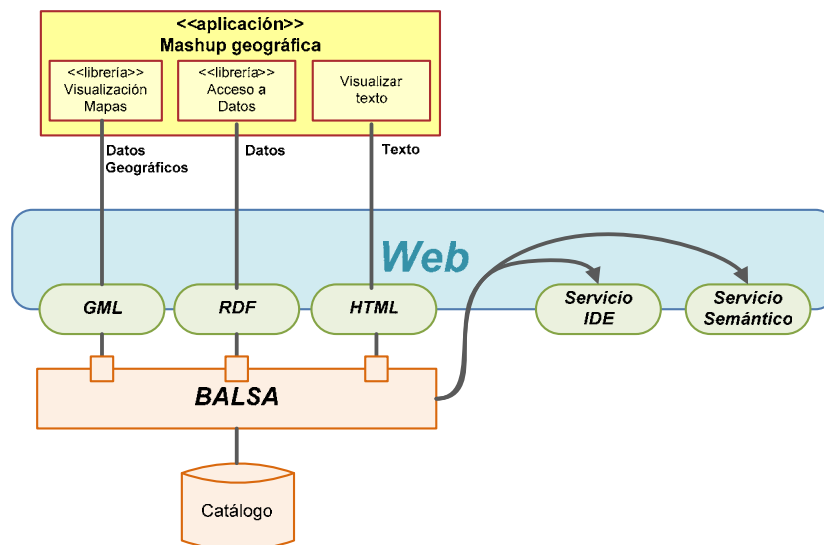 <<aplicación>>
Mashup geográfica
<<librería>>
Visualización
Mapas
<<librería>>
Acceso a
Datos
Visualizar
texto
Datos
Geográficos
Datos
Texto
Web
GML
RDF
HTML
Servicio
IDE
Servicio
Semántico
BALSA
Catálogo